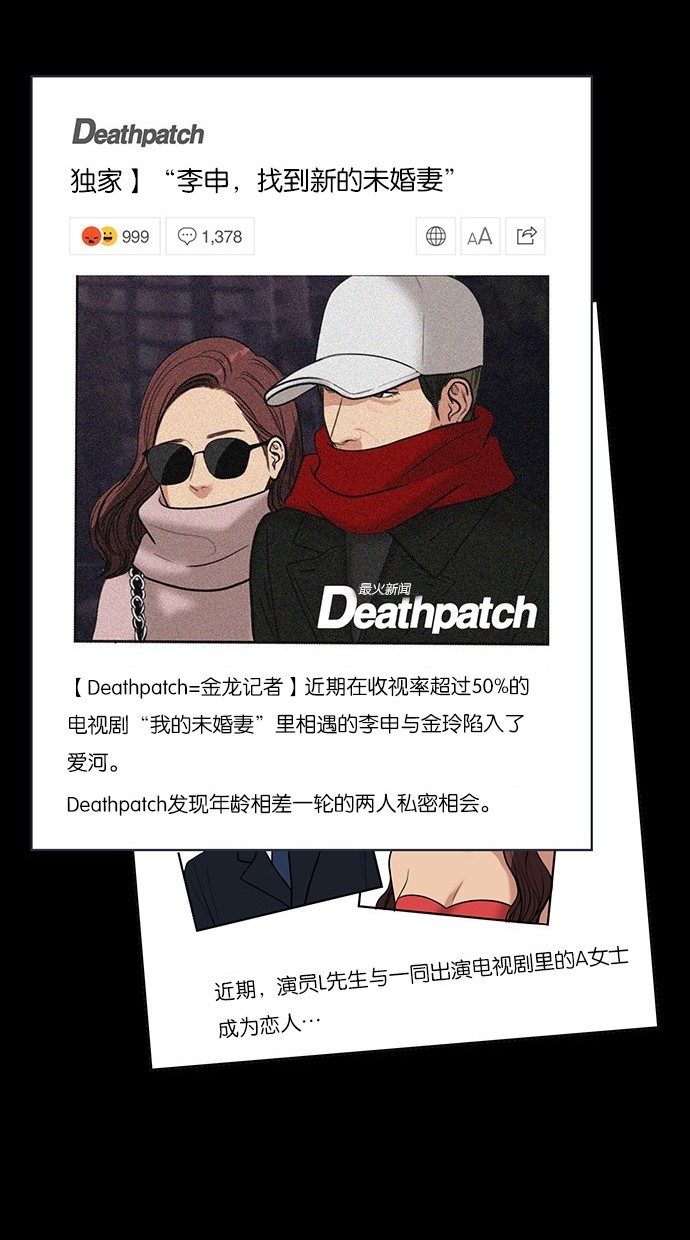 Deathpatch
独家】“李申，找到新的未婚妻”
999
1,378
AA
最火新闻
Deathpatch
【Deathpatch=金龙记者】近期在收视率超过50%的
电视剧“我的未婚妻”里相遇的李申与金玲陷入了
爱河。
Deathpatch发现年龄相差一轮的两人私密相会。
近期，演员L先生与一同出演电视剧里的A女士
成为恋人…